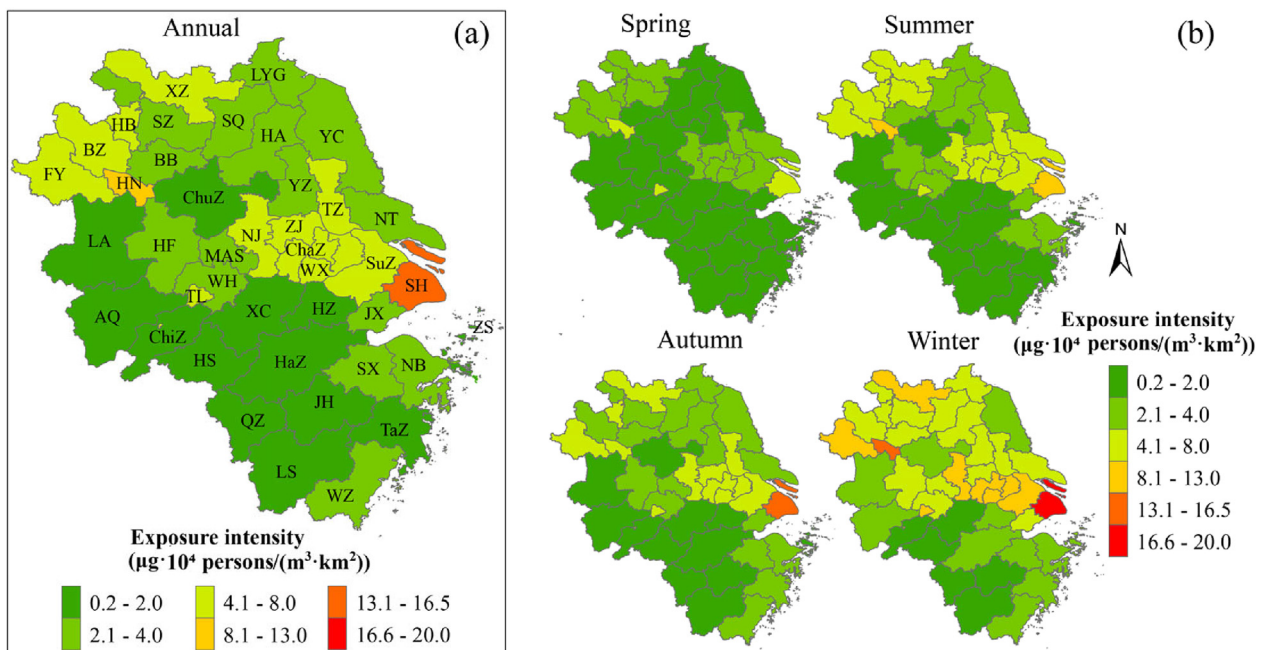 Annual
(a)
LYG
XZ
HB
SZ
SQ
HA
YC
BZ
FY
BB
HN
ChuZ
YZ
TZ
NT
LA
HF
NJ
ZJ
MAS
ChaZ
WX
SuZ
WH
TL
SH
AQ
XC
HZ
JX
ZS
ChiZ
HS
HaZ
SX
NB
QZ
JH
TaZ
LS
WZ
Exposure intensity
(μg·10⁴ persons/(m³·km²))
0.2 - 2.0
4.1 - 8.0
13.1 - 16.5
2.1 - 4.0
8.1 - 13.0
16.6 - 20.0
Spring
Summer
(b)
N
Autumn
Winter
Exposure intensity
(μg·10⁴ persons/(m³·km²))
0.2 - 2.0
2.1 - 4.0
4.1 - 8.0
8.1 - 13.0
13.1 - 16.5
16.6 - 20.0